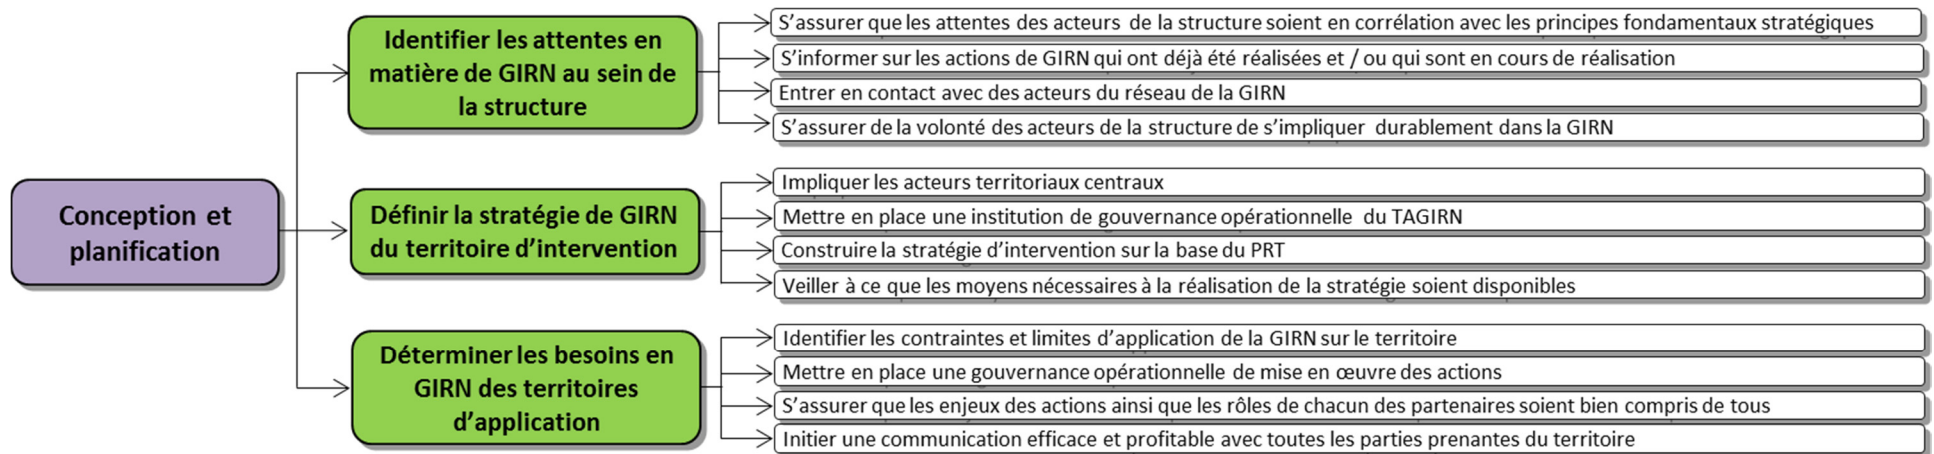 Conception et
planification
Identifier les attentes en
matière de GIRN au sein de
la structure
S’assurer que les attentes des acteurs de la structure soient en corrélation avec les principes fondamentaux stratégiques
S’informer sur les actions de GIRN qui ont déjà été réalisées et / ou qui sont en cours de réalisation
Entrer en contact avec des acteurs du réseau de la GIRN
S’assurer de la volonté des acteurs de la structure de s’impliquer durablement dans la GIRN
Définir la stratégie de GIRN
du territoire d’intervention
Impliquer les acteurs territoriaux centraux
Mettre en place une institution de gouvernance opérationnelle du TAGIRN
Construire la stratégie d’intervention sur la base du PRT
Veiller à ce que les moyens nécessaires à la réalisation de la stratégie soient disponibles
Déterminer les besoins en
GIRN des territoires
d’application
Identifier les contraintes et limites d’application de la GIRN sur le territoire
Mettre en place une gouvernance opérationnelle de mise en œuvre des actions
S’assurer que les enjeux des actions ainsi que les rôles de chacun des partenaires soient bien compris de tous
Initier une communication efficace et profitable avec toutes les parties prenantes du territoire